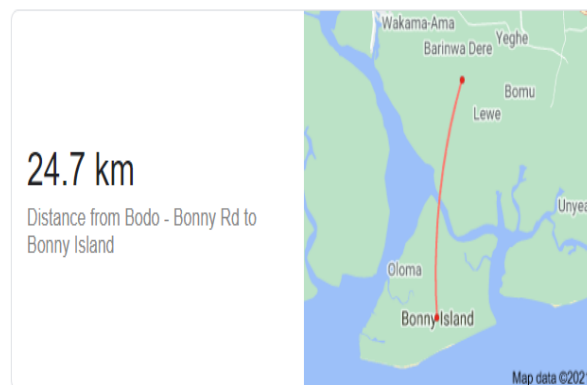 24.7 km
Distance from Bodo - Bonny Rd to
Bonny Island
Wakama-Ama
Yeghe
Barinwa Dere
Bomu
Lewe
Unyea
Oloma
Bonny Island
Map data ©202